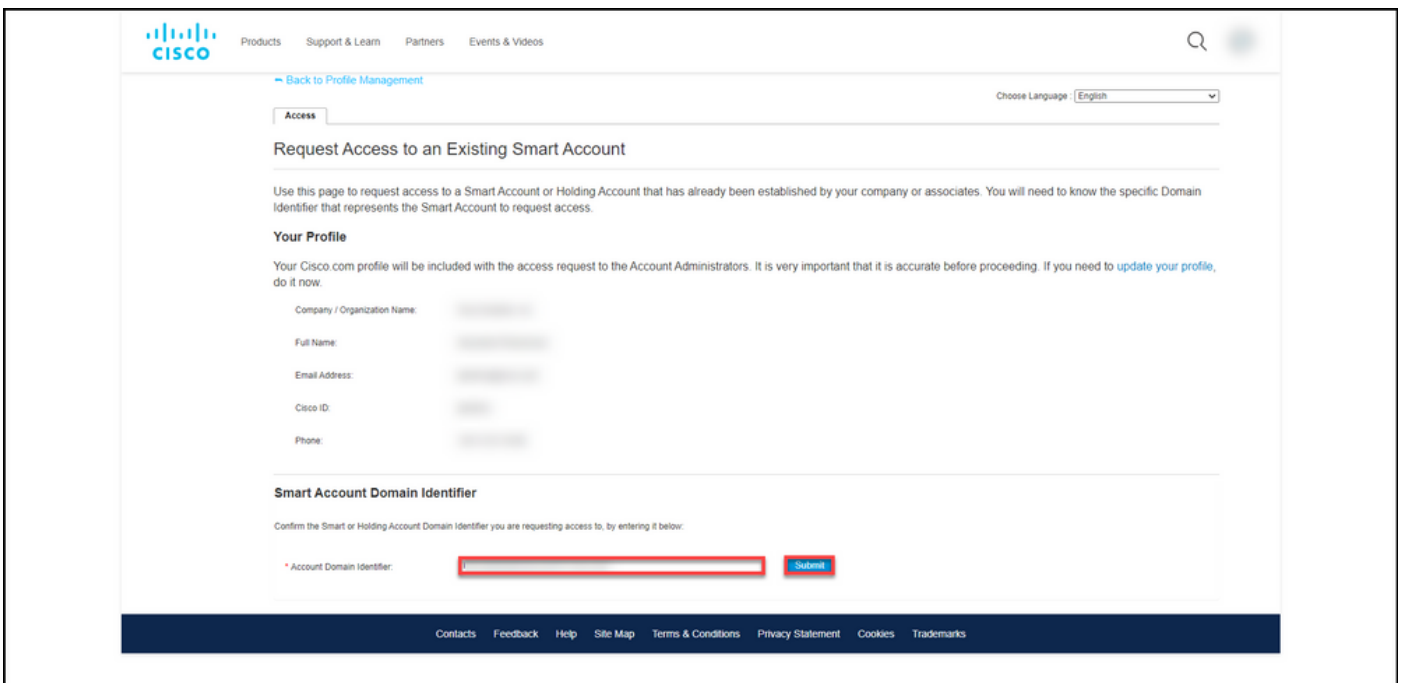 CISCO
Products Support & Learn Partners Events & Videos
Back to Profile Management
Choose Language : English
Access
Request Access to an Existing Smart Account
Use this page to request access to a Smart Account or Holding Account that has already been established by your company or associates. You will need to know the specific Domain
Identifier that represents the Smart Account to request access.
Your Profile
Your Cisco.com profile will be included with the access request to the Account Administrators. It is very important that it is accurate before proceeding. If you need to update your profile,
do it now.
Company / Organization Name:
Full Name:
Email Address:
Cisco ID:
Phone:
Smart Account Domain Identifier
Confirm the Smart or Holding Account Domain Identifier you are requesting access to, by entering it below:
* Account Domain Identifier: Submit
Contacts Feedback Help Site Map Terms & Conditions Privacy Statement Cookies Trademarks